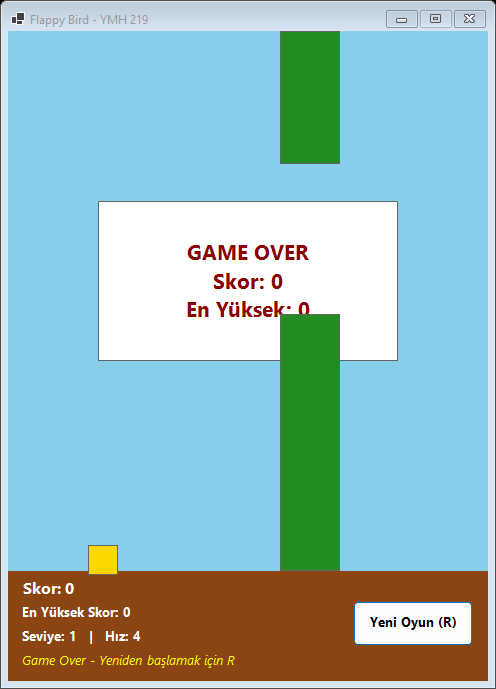 Flappy Bird - YMH 219
GAME OVER
Skor: 0
En Yüksek: 0
Skor: 0
En Yüksek Skor: 0
Seviye: 1 | Hız: 4
Game Over - Yeniden başlamak için R
Yeni Oyun (R)